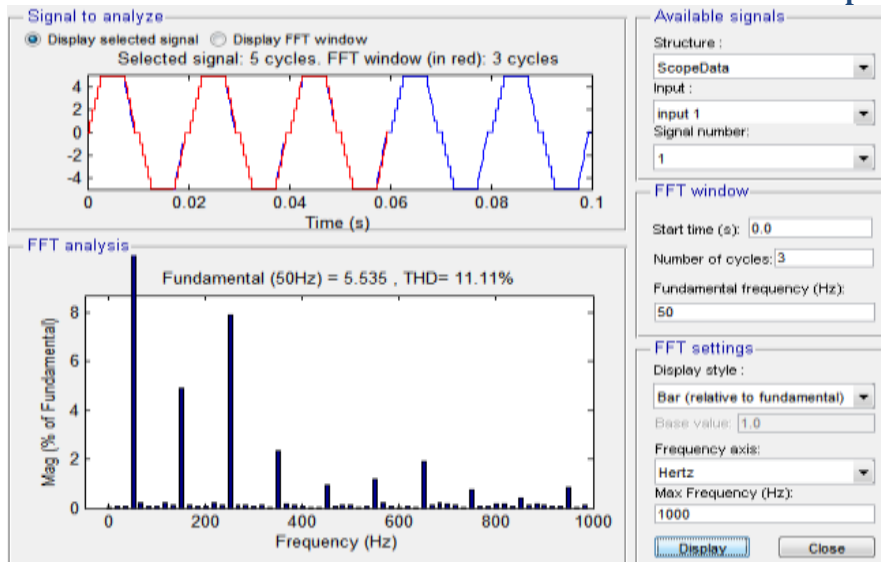 Signal to analyze
Display selected signal Display FFT window
Selected signal: 5 cycles. FFT window (in red): 3 cycles
4
2
0
-2
-4
0 0.02 0.04 0.06 0.08 0.1
Time (s)
FFT analysis
Fundamental (50Hz) = 5.535 , THD= 11.11%
Mag (% of Fundamental)
8
6
4
2
0
0 200 400 600 800 1000
Frequency (Hz)
Available signals
Structure :
ScopeData
Input :
input 1
Signal number:
1
FFT window
Start time (s): 0.0
Number of cycles: 3
Fundamental frequency (Hz):
50
FFT settings
Display style :
Bar (relative to fundamental)
Base value: 1.0
Frequency axis:
Hertz
Max Frequency (Hz):
1000
Display Close